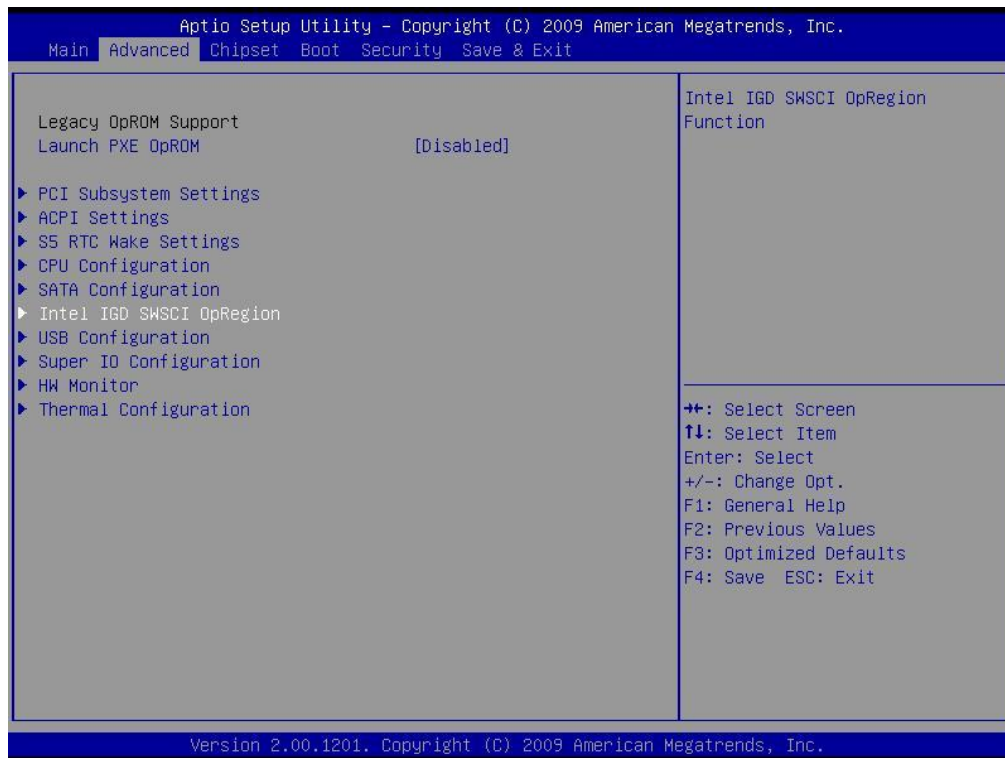 Aptio Setup Utility - Copyright (C) 2009 American Megatrends, Inc.
Main Advanced Chipset Boot Security Save & Exit
Legacy OpROM Support
Launch PXE OpROM [Disabled]
▶ PCI Subsystem Settings
▶ ACPI Settings
▶ S5 RTC Wake Settings
▶ CPU Configuration
▶ SATA Configuration
▶ Intel IGD SWSCI OpRegion
▶ USB Configuration
▶ Super IO Configuration
▶ HW Monitor
▶ Thermal Configuration
Intel IGD SWSCI OpRegion
Function
→←: Select Screen
↑↓: Select Item
Enter: Select
+/-: Change Opt.
F1: General Help
F2: Previous Values
F3: Optimized Defaults
F4: Save ESC: Exit
Version 2.00.1201. Copyright (C) 2009 American Megatrends, Inc.